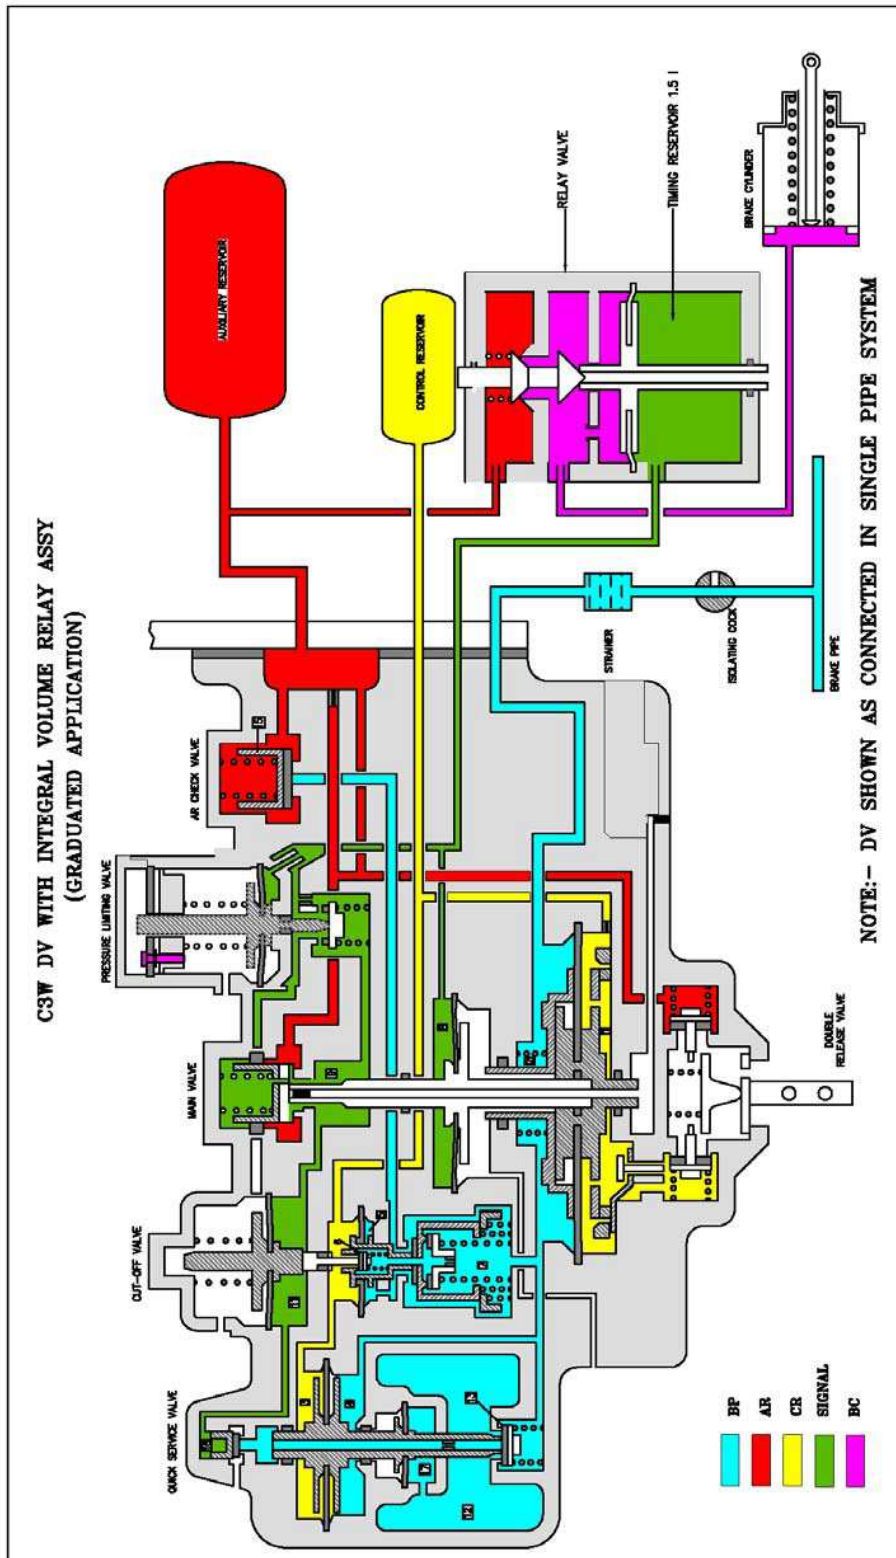 C3W DV WITH INTEGRAL VOLUME RELAY ASSY
(GRADUATED APPLICATION)
AUXILIARY RESERVOIR
CONTROL RESERVOIR
RELAY VALVE
TIMING RESERVOIR 1.5 l
BRAKE CYLINDER
AR CHECK VALVE
PRESSURE LIMITING VALVE
MAIN VALVE
CUT-OFF VALVE
QUICK SERVICE VALVE
STRAINER
ISOLATING COCK
BRAKE PIPE
DOUBLE
RELEASE VALVE
BP
AR
CR
SIGNAL
BC
NOTE:- DV SHOWN AS CONNECTED IN SINGLE PIPE SYSTEM